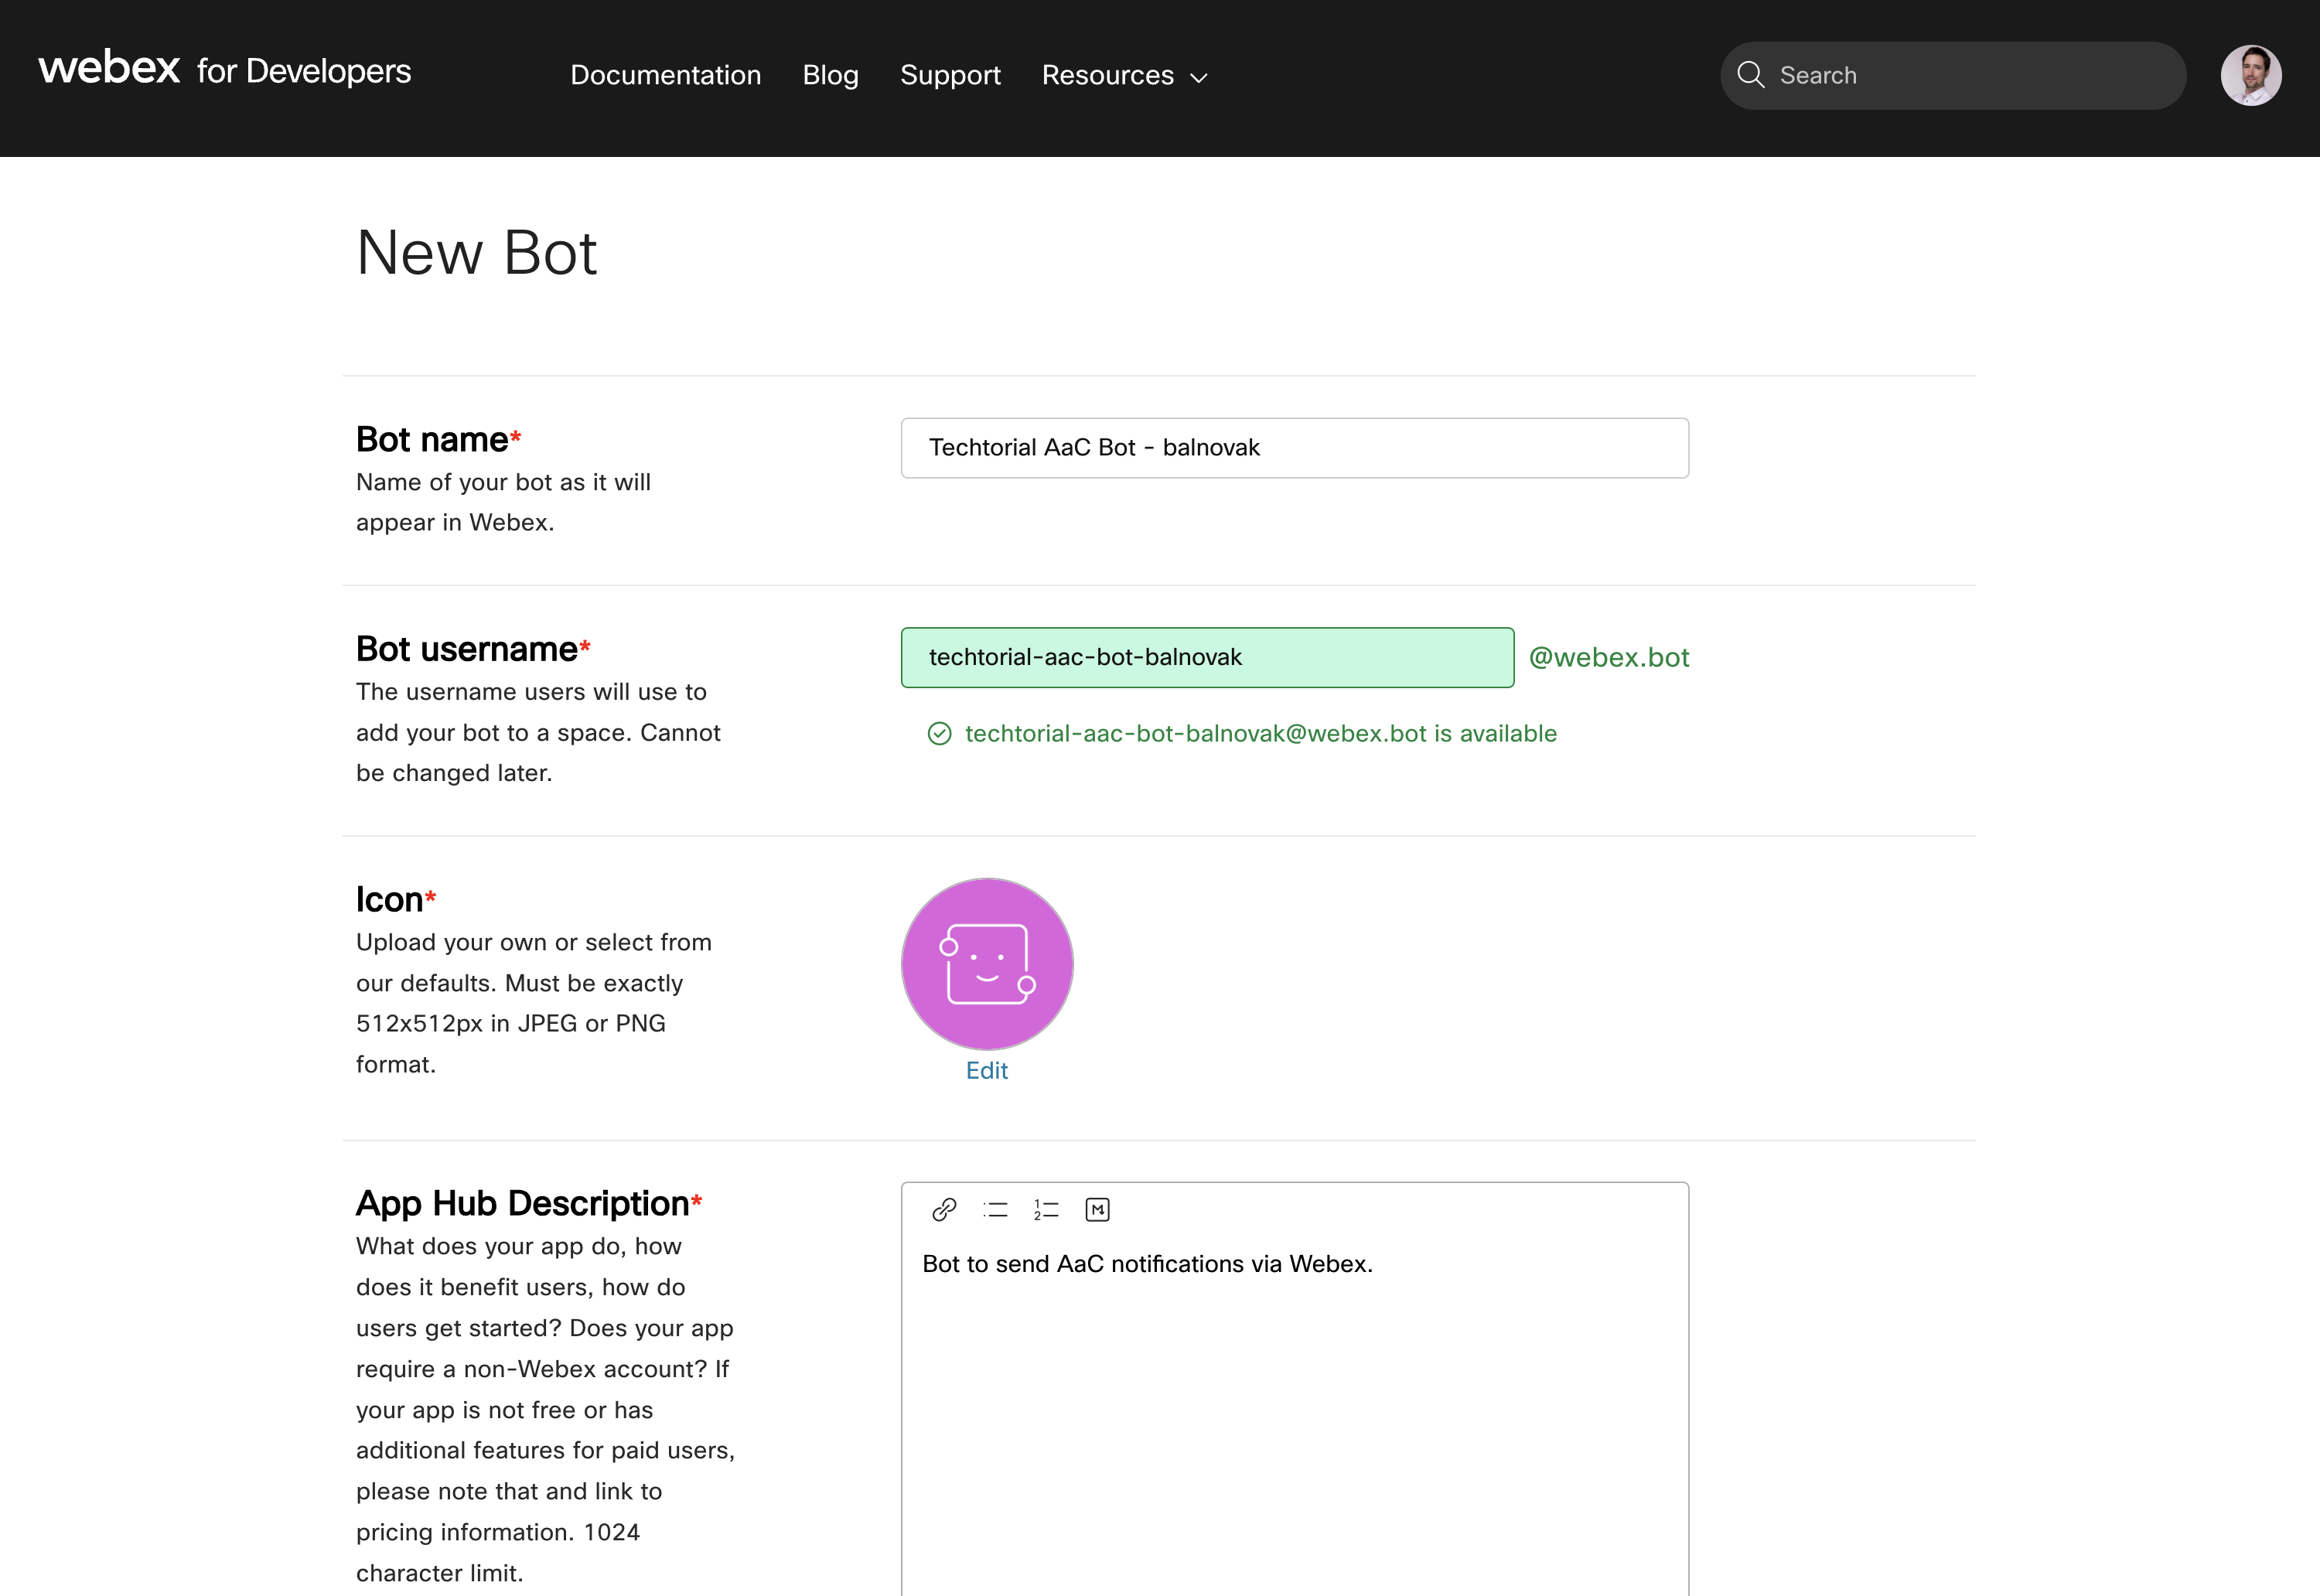 webex for Developers
Documentation
Blog
Support
Resources
Search
New Bot
Bot name*
Name of your bot as it will
appear in Webex.
Techtorial AaC Bot - balnovak
Bot username*
The username users will use to
add your bot to a space. Cannot
be changed later.
techtorial-aac-bot-balnovak
@webex.bot
techtorial-aac-bot-balnovak@webex.bot is available
Icon*
Upload your own or select from
our defaults. Must be exactly
512x512px in JPEG or PNG
format.
Edit
App Hub Description*
What does your app do, how
does it benefit users, how do
users get started? Does your app
require a non-Webex account? If
your app is not free or has
additional features for paid users,
please note that and link to
pricing information. 1024
character limit.
Bot to send AaC notifications via Webex.